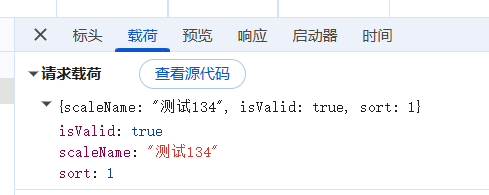 标头 载荷 预览 响应 启动器 时间
请求载荷 查看源代码
{scaleName: "测试134", isValid: true, sort: 1}
isValid: true
scaleName: "测试134"
sort: 1